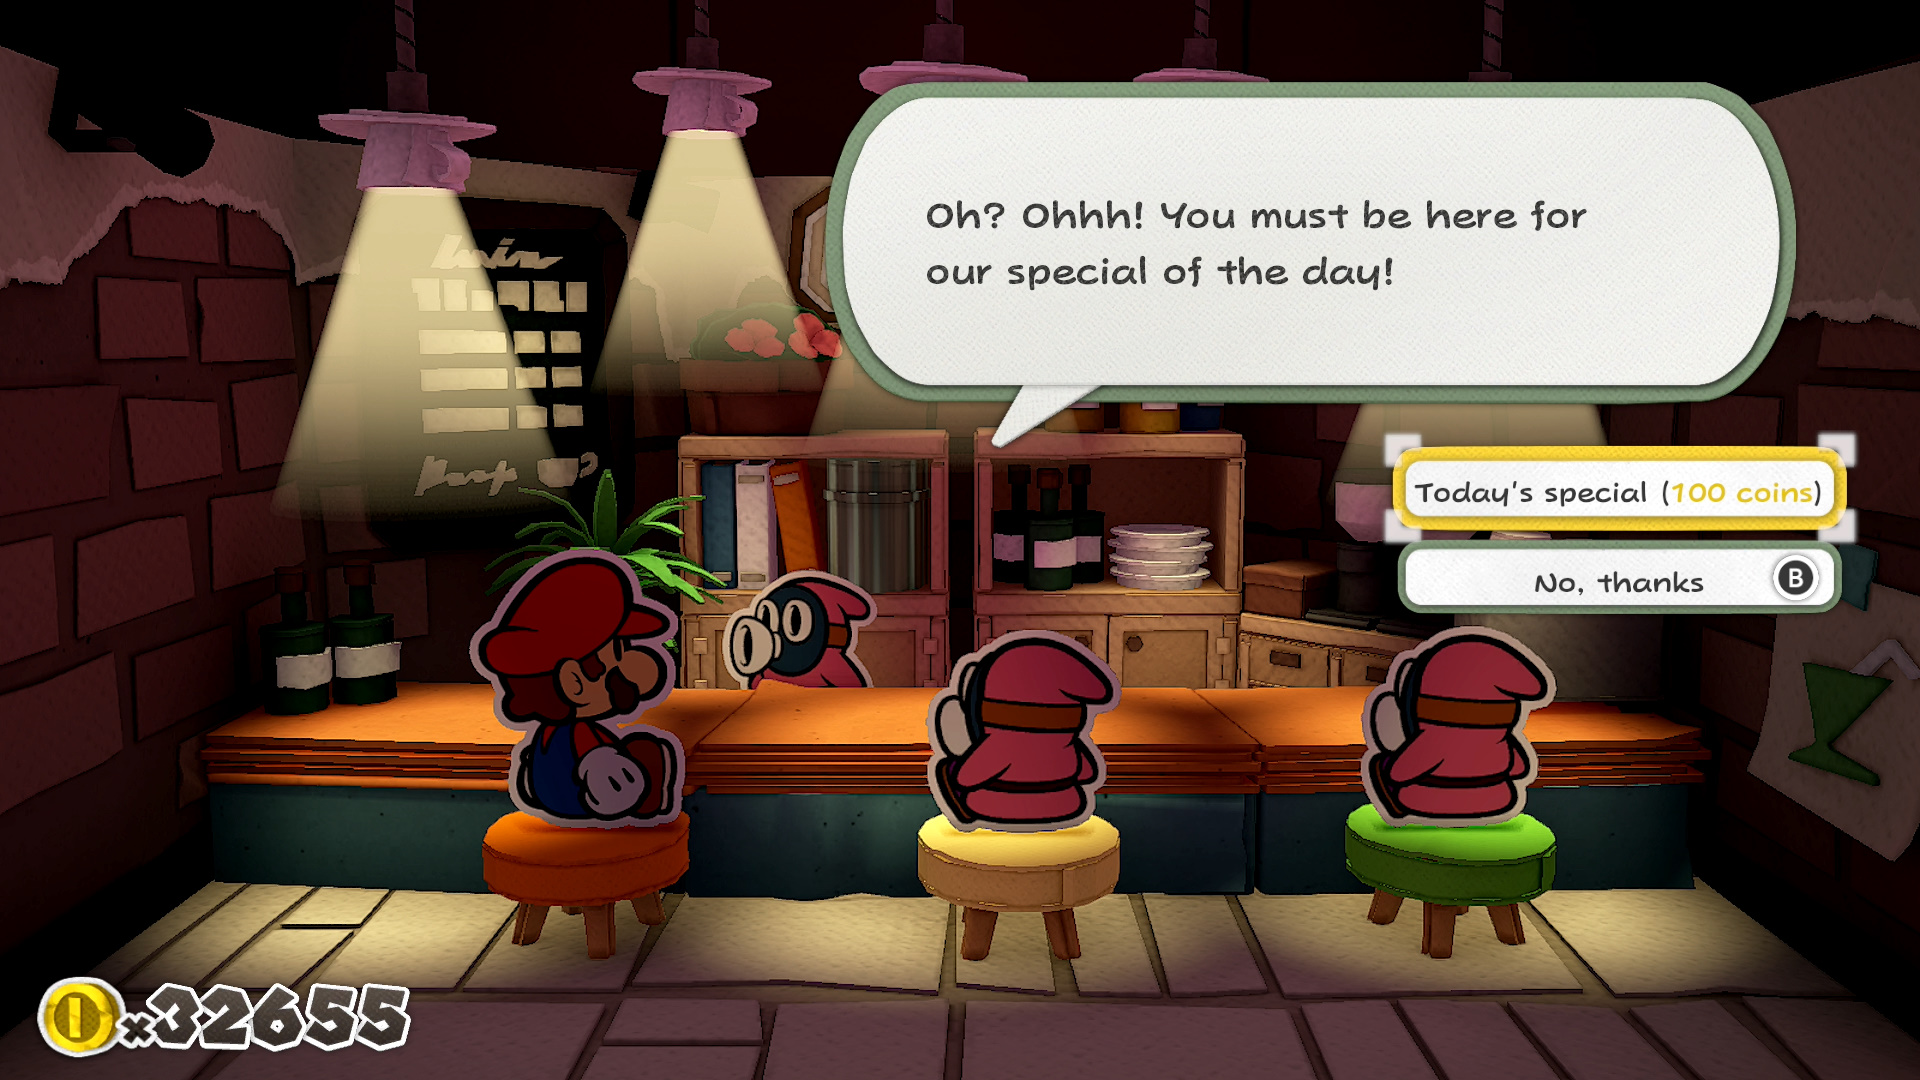 Oh? Ohhh! You must be here for
our special of the day!
Today's special (100 coins)
No, thanks B
×32655